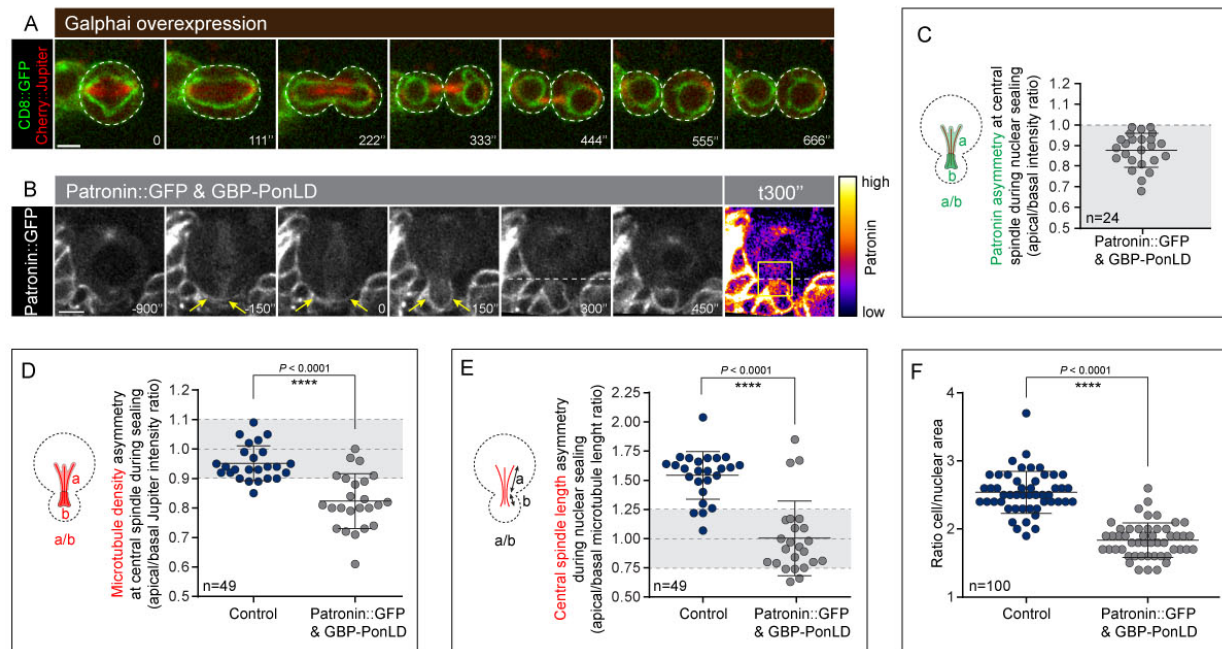 A
Galphai overexpression
CD8::GFP
Cherry::Jupiter
0
111"
222"
333"
444"
555"
666"
B
Patronin::GFP & GBP-PonLD
t300"
Patronin::GFP
-900"
-150"
0
150"
300"
450"
high
Patronin
low
C
a
b
a/b
Patronin asymmetry at central
spindle during nuclear sealing
(apical/basal intensity ratio)
1.2
1.1
1.0
0.9
0.8
0.7
0.6
0.5
n=24
Patronin::GFP
& GBP-PonLD
D
a
b
a/b
Microtubule density asymmetry
at central spindle during sealing
(apical/basal Jupiter intensity ratio)
P < 0.0001
****
1.2
1.1
1.0
0.9
0.8
0.7
0.6
0.5
n=49
Control
Patronin::GFP
& GBP-PonLD
E
a
b
a/b
Central spindle length asymmetry
during nuclear sealing
(apical/basal microtubule lenght ratio)
P < 0.0001
****
2.25
2.00
1.75
1.50
1.25
1.00
0.75
0.50
n=49
Control
Patronin::GFP
& GBP-PonLD
F
Ratio cell/nuclear area
P < 0.0001
****
4
3
2
1
n=100
Control
Patronin::GFP
& GBP-PonLD